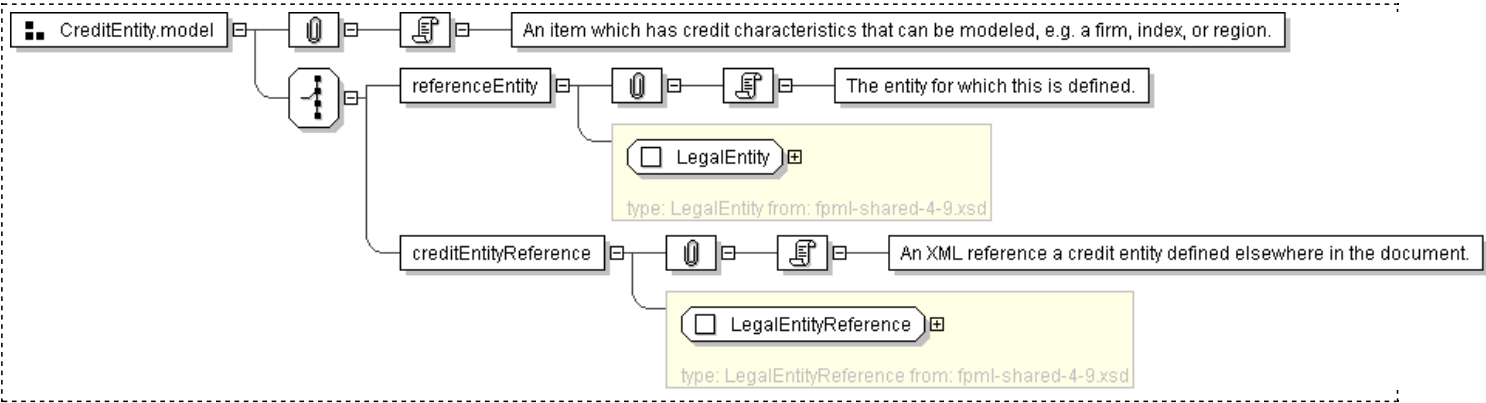 CreditEntity.model
An item which has credit characteristics that can be modeled, e.g. a firm, index, or region.
referenceEntity
The entity for which this is defined.
LegalEntity
type: LegalEntity from: fpml-shared-4-9.xsd
creditEntityReference
An XML reference a credit entity defined elsewhere in the document.
LegalEntityReference
type: LegalEntityReference from: fpml-shared-4-9.xsd